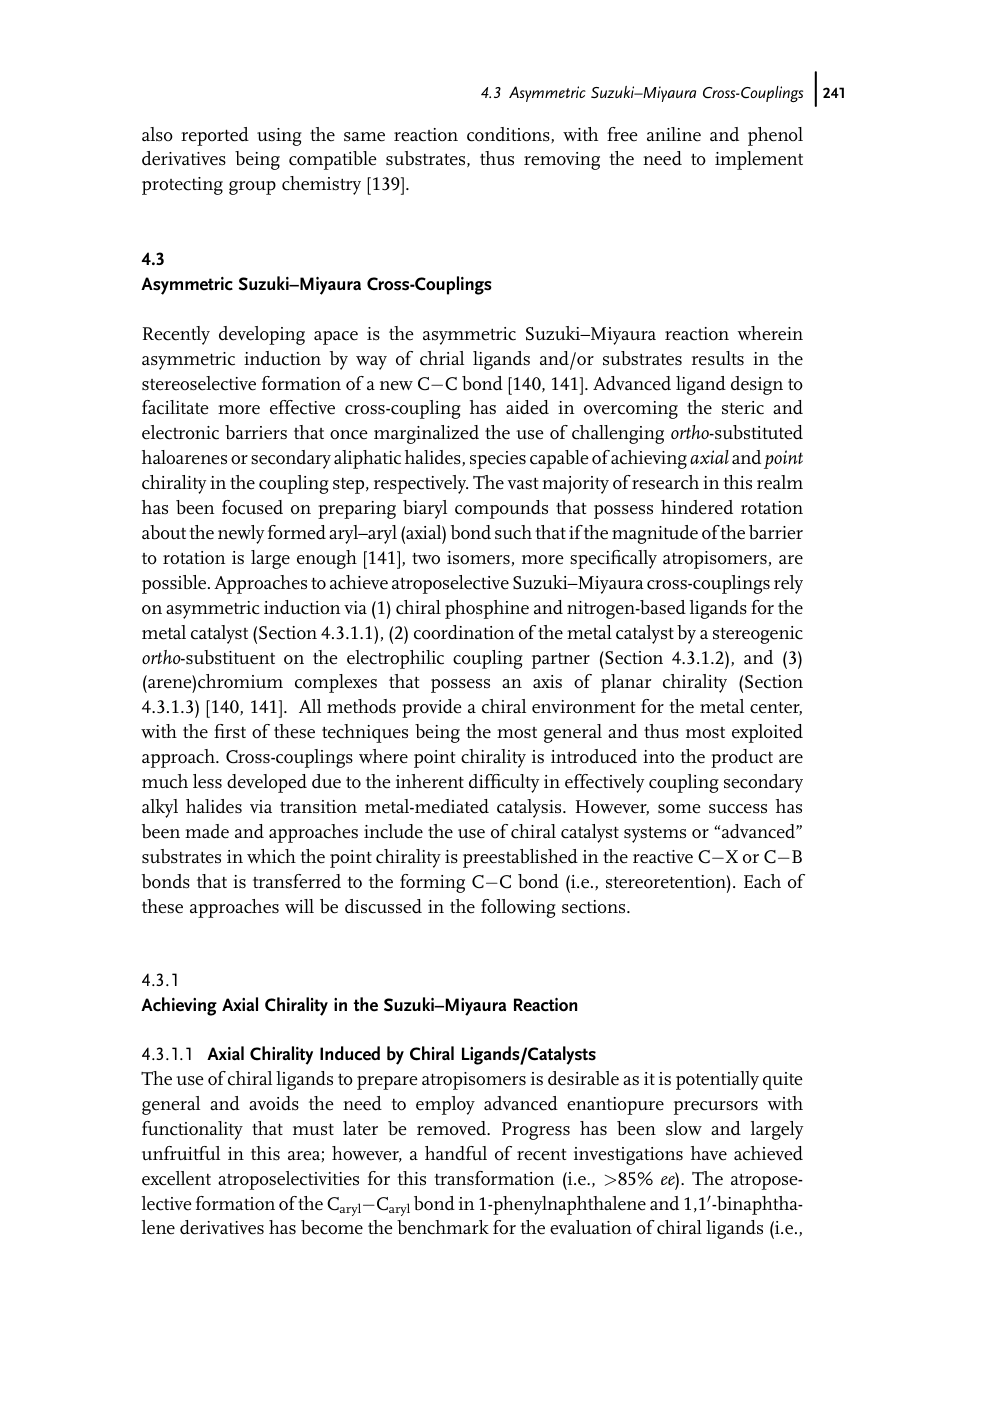 4.3 Asymmetric Suzuki–Miyaura Cross-Couplings 241
also reported using the same reaction conditions, with free aniline and phenol
derivatives being compatible substrates, thus removing the need to implement
protecting group chemistry [139].
4.3
Asymmetric Suzuki–Miyaura Cross-Couplings
Recently developing apace is the asymmetric Suzuki–Miyaura reaction wherein
asymmetric induction by way of chrial ligands and/or substrates results in the
stereoselective formation of a new C−C bond [140, 141]. Advanced ligand design to
facilitate more effective cross-coupling has aided in overcoming the steric and
electronic barriers that once marginalized the use of challenging ortho-substituted
haloarenes or secondary aliphatic halides, species capable of achieving axial and point
chirality in the coupling step, respectively. The vast majority of research in this realm
has been focused on preparing biaryl compounds that possess hindered rotation
about the newly formed aryl–aryl (axial) bond such that if the magnitude of the barrier
to rotation is large enough [141], two isomers, more specifically atropisomers, are
possible. Approaches to achieve atroposelective Suzuki–Miyaura cross-couplings rely
on asymmetric induction via (1) chiral phosphine and nitrogen-based ligands for the
metal catalyst (Section 4.3.1.1), (2) coordination of the metal catalyst by a stereogenic
ortho-substituent on the electrophilic coupling partner (Section 4.3.1.2), and (3)
(arene)chromium complexes that possess an axis of planar chirality (Section
4.3.1.3) [140, 141]. All methods provide a chiral environment for the metal center,
with the first of these techniques being the most general and thus most exploited
approach. Cross-couplings where point chirality is introduced into the product are
much less developed due to the inherent difficulty in effectively coupling secondary
alkyl halides via transition metal-mediated catalysis. However, some success has
been made and approaches include the use of chiral catalyst systems or “advanced”
substrates in which the point chirality is preestablished in the reactive C−X or C−B
bonds that is transferred to the forming C−C bond (i.e., stereoretention). Each of
these approaches will be discussed in the following sections.
4.3.1
Achieving Axial Chirality in the Suzuki–Miyaura Reaction
4.3.1.1 Axial Chirality Induced by Chiral Ligands/Catalysts
The use of chiral ligands to prepare atropisomers is desirable as it is potentially quite
general and avoids the need to employ advanced enantiopure precursors with
functionality that must later be removed. Progress has been slow and largely
unfruitful in this area; however, a handful of recent investigations have achieved
excellent atroposelectivities for this transformation (i.e., >85% ee). The atropose-
lective formation of the Caryl−Caryl bond in 1-phenylnaphthalene and 1,1′-binaphtha-
lene derivatives has become the benchmark for the evaluation of chiral ligands (i.e.,